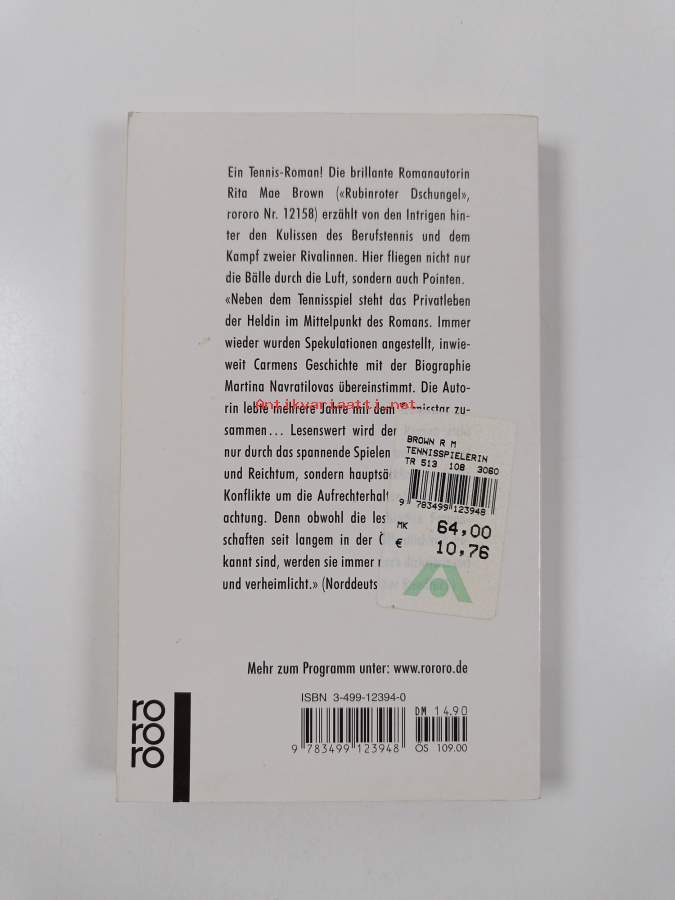 Ein Tennis-Roman! Die brillante Romanautorin
Rita Mae Brown («Rubinroter Dschungel»,
rororo Nr. 12158) erzählt von den Intrigen hin-
ter den Kulissen des Berufstennis und dem
Kampf zweier Rivalinnen. Hier fliegen nicht nur
die Bälle durch die Luft, sondern auch Pointen.
«Neben dem Tennisspiel steht das Privatleben
der Heldin im Mittelpunkt des Romans. Immer
wieder wurden Spekulationen angestellt, inwie-
weit Carmens Geschichte mit der Biographie
Martina Navratilovas übereinstimmt. Die Auto-
Antikvariaatti.net
rin lebte mehrere Jahre mit dem Tennisstar zu-
sammen... Lesenswert wird der
nur durch das spannende Spielen
und Reichtum, sondern
Konflikte um die
achtung. Denn obwohl die
schaften seit langem in der
kannt sind, werden sie immer
und verheimlicht.»
BROWN R M
TENNISSPIELERIN
TR 513 108 3060
9 783499 123948
MK 64,00
€ 10,76
Mehr zum Programm unter: www.rororo.de
ro
ro
ro
ISBN 3-499-12394-0
9 783499 123948
DM 14.90
ÖS 109.00